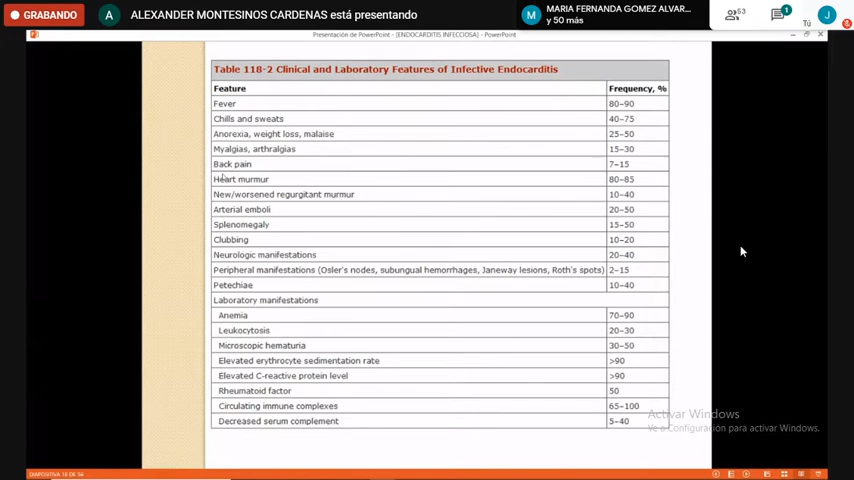 GRABANDO
A
ALEXANDER MONTESINOS CARDENAS está presentando
M
MARIA FERNANDA GOMEZ ALVAR...
y 50 más
53
1
J
Tú
Presentación de PowerPoint - [ENDOCARDITIS INFECCIOSA] - PowerPoint
Table 118-2 Clinical and Laboratory Features of Infective Endocarditis
Feature Frequency, %
Fever 80–90
Chills and sweats 40–75
Anorexia, weight loss, malaise 25–50
Myalgias, arthralgias 15–30
Back pain 7–15
Heart murmur 80–85
New/worsened regurgitant murmur 10–40
Arterial emboli 20–50
Splenomegaly 15–50
Clubbing 10–20
Neurologic manifestations 20–40
Peripheral manifestations (Osler's nodes, subungual hemorrhages, Janeway lesions, Roth's spots) 2–15
Petechiae 10–40
Laboratory manifestations
Anemia 70–90
Leukocytosis 20–30
Microscopic hematuria 30–50
Elevated erythrocyte sedimentation rate >90
Elevated C-reactive protein level >90
Rheumatoid factor 50
Circulating immune complexes 65–100
Decreased serum complement 5–40
Activar Windows
Ve a Configuración para activar Windows.
DIAPOSITIVA 18 DE 54